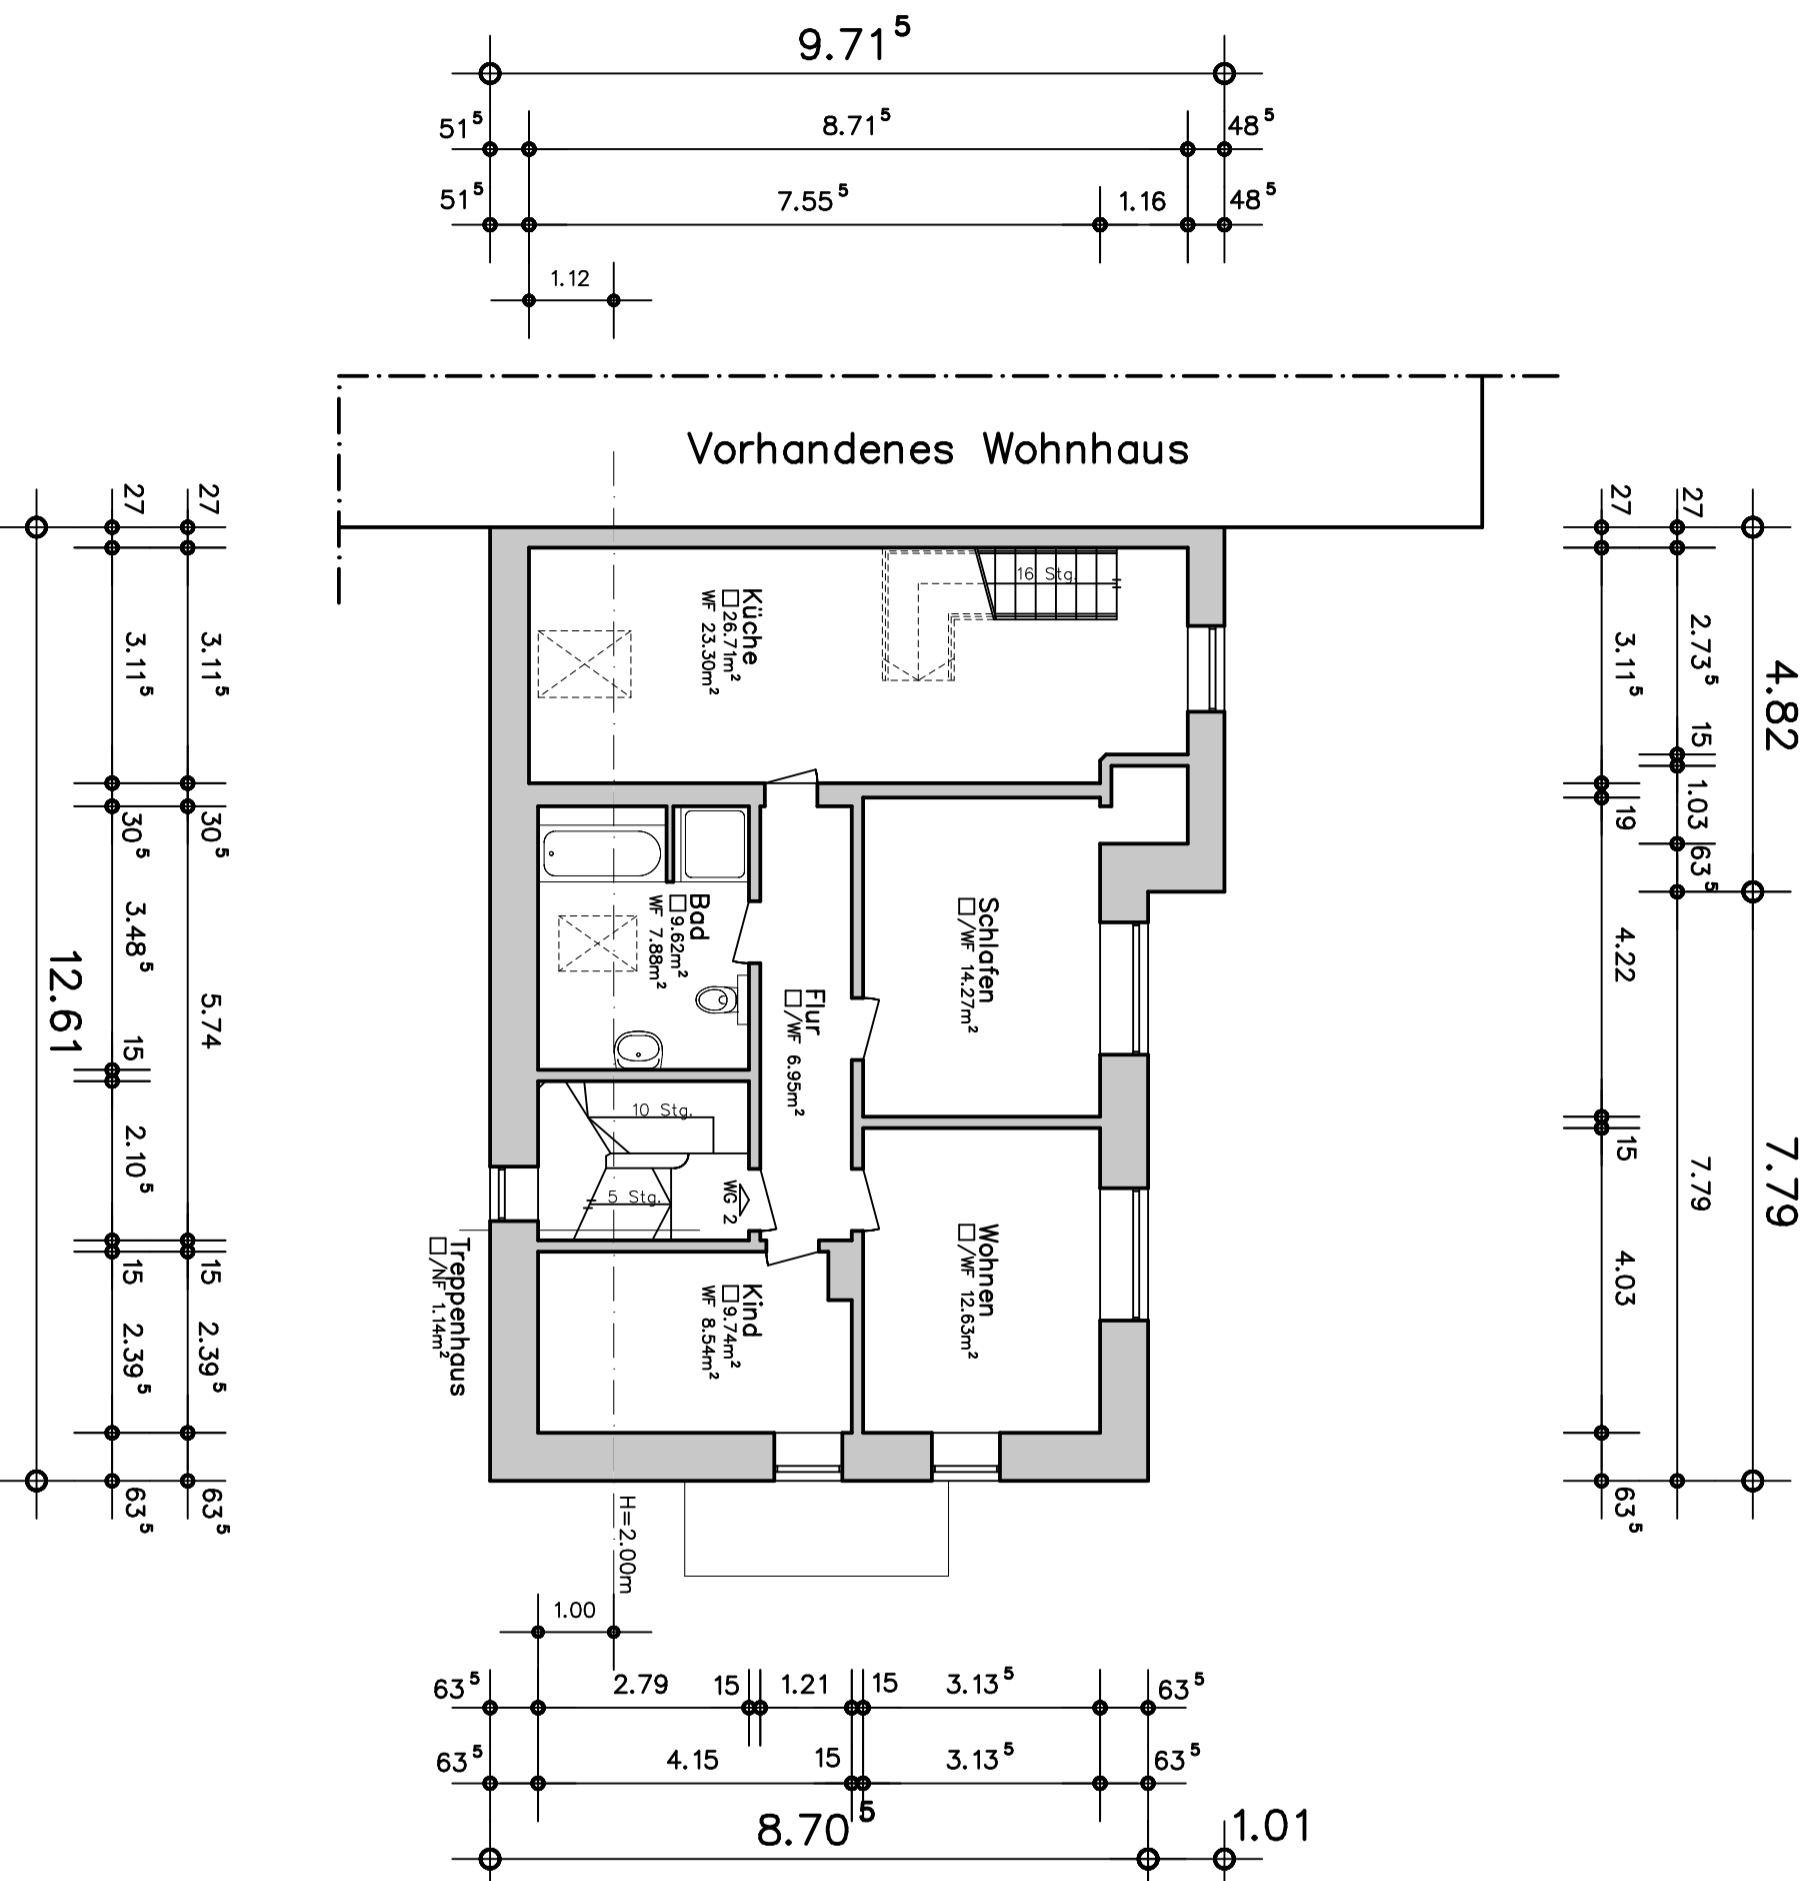 9.71⁵
51⁵ 8.71⁵ 48⁵
51⁵ 7.55⁵ 1.16 48⁵
1.12
Vorhandenes Wohnhaus
16 Stg.
Küche
□26.71m²
WF 23.30m²
Bad
□9.62m²
WF 7.88m²
Schlafen
□/WF 14.27m²
Flur
□/WF 6.95m²
10 Stg.
5 Stg.
WG 2
Treppenhaus
□/NF 1.14m²
Kind
□9.74m²
WF 8.54m²
Wohnen
□/WF 12.63m²
H=2.00m
27 3.11⁵ 30⁵ 5.74 15 2.39⁵ 63⁵
27 3.11⁵ 30⁵ 3.48⁵ 15 2.10⁵ 15 2.39⁵ 63⁵
12.61
4.82 7.79
27 2.73⁵ 15 1.03 63⁵ 7.79
27 3.11⁵ 19 4.22 15 4.03 63⁵
1.00
63⁵ 2.79 15 1.21 15 3.13⁵ 63⁵
63⁵ 4.15 15 3.13⁵ 63⁵
8.70⁵ 1.01